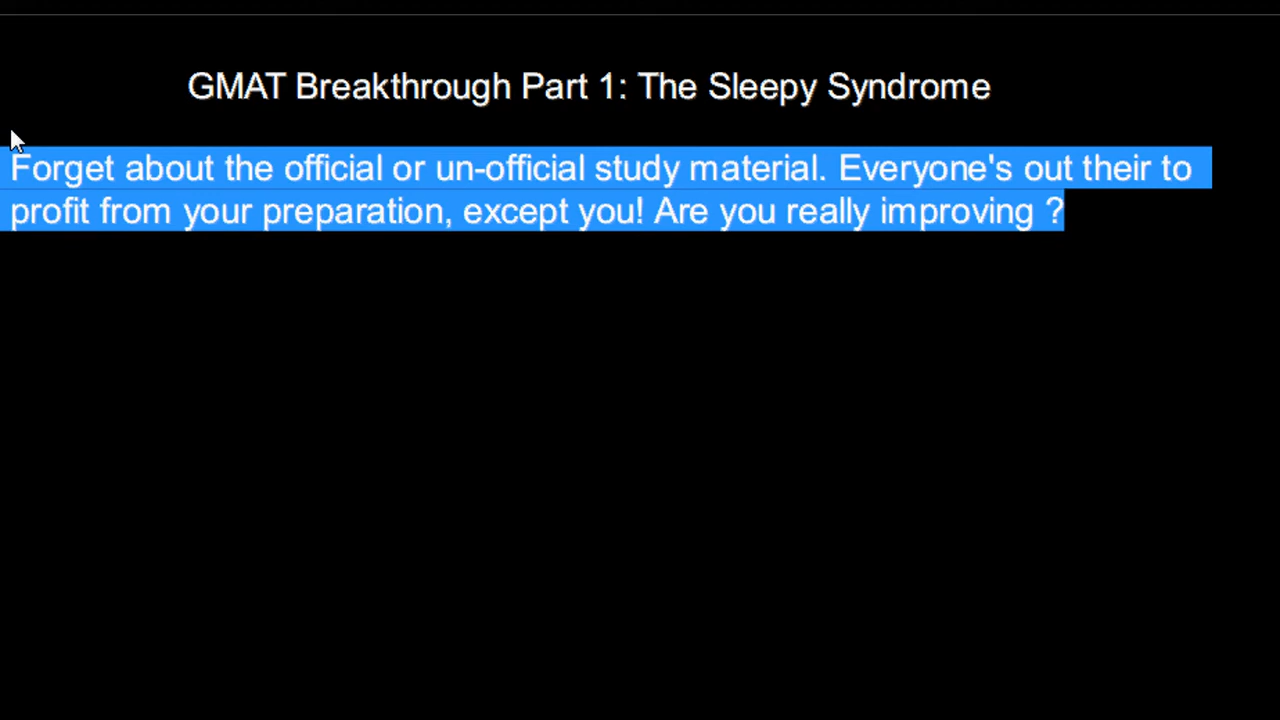 GMAT Breakthrough Part 1: The Sleepy Syndrome
Forget about the official or un-official study material. Everyone's out their to
profit from your preparation, except you! Are you really improving ?